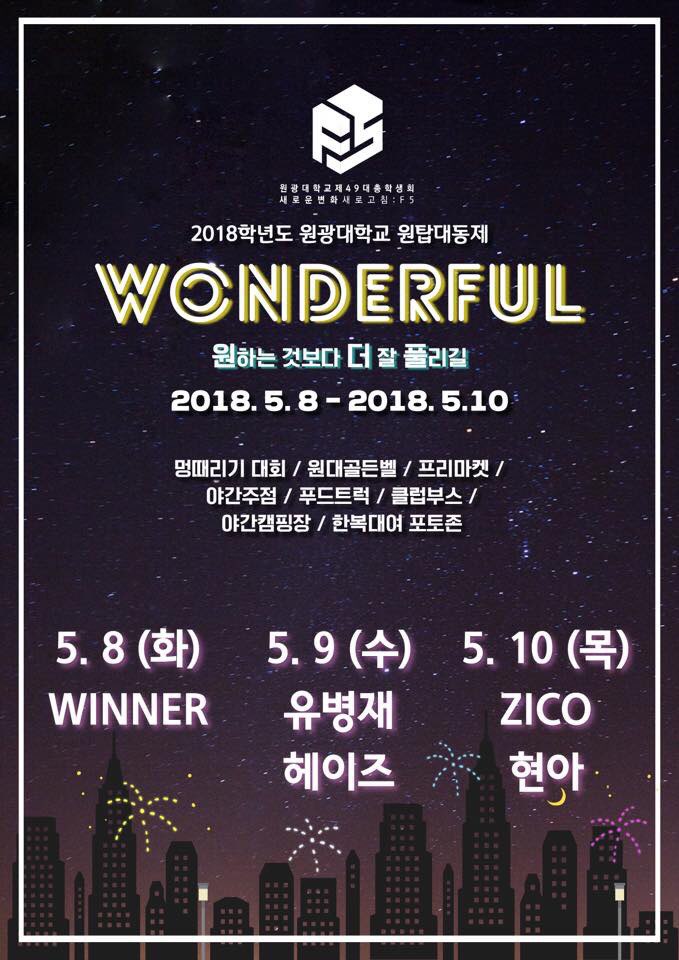 F5
원광대학교제49대총학생회
새로운변화새로고침:F5
2018학년도 원광대학교 원탑대동제
WONDERFUL
원하는 것보다 더 잘 풀리길
2018. 5. 8 - 2018. 5.10
멍때리기 대회 / 원대골든벨 / 프리마켓 /
야간주점 / 푸드트럭 / 클럽부스 /
야간캠핑장 / 한복대여 포토존
5. 8 (화) 5. 9 (수) 5. 10 (목)
WINNER 유병재 ZICO
헤이즈 현아